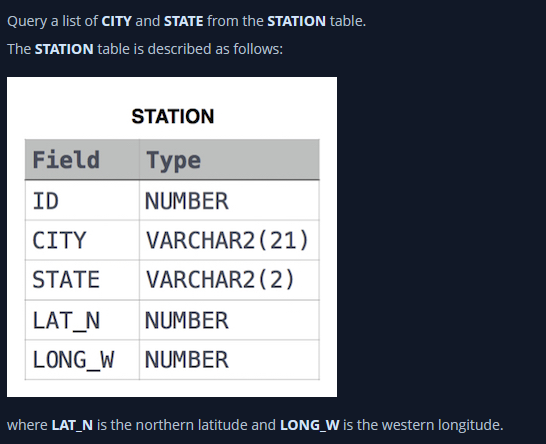 Query a list of CITY and STATE from the STATION table.
The STATION table is described as follows:
STATION
Field Type
ID NUMBER
CITY VARCHAR2(21)
STATE VARCHAR2(2)
LAT_N NUMBER
LONG_W NUMBER
where LAT_N is the northern latitude and LONG_W is the western longitude.